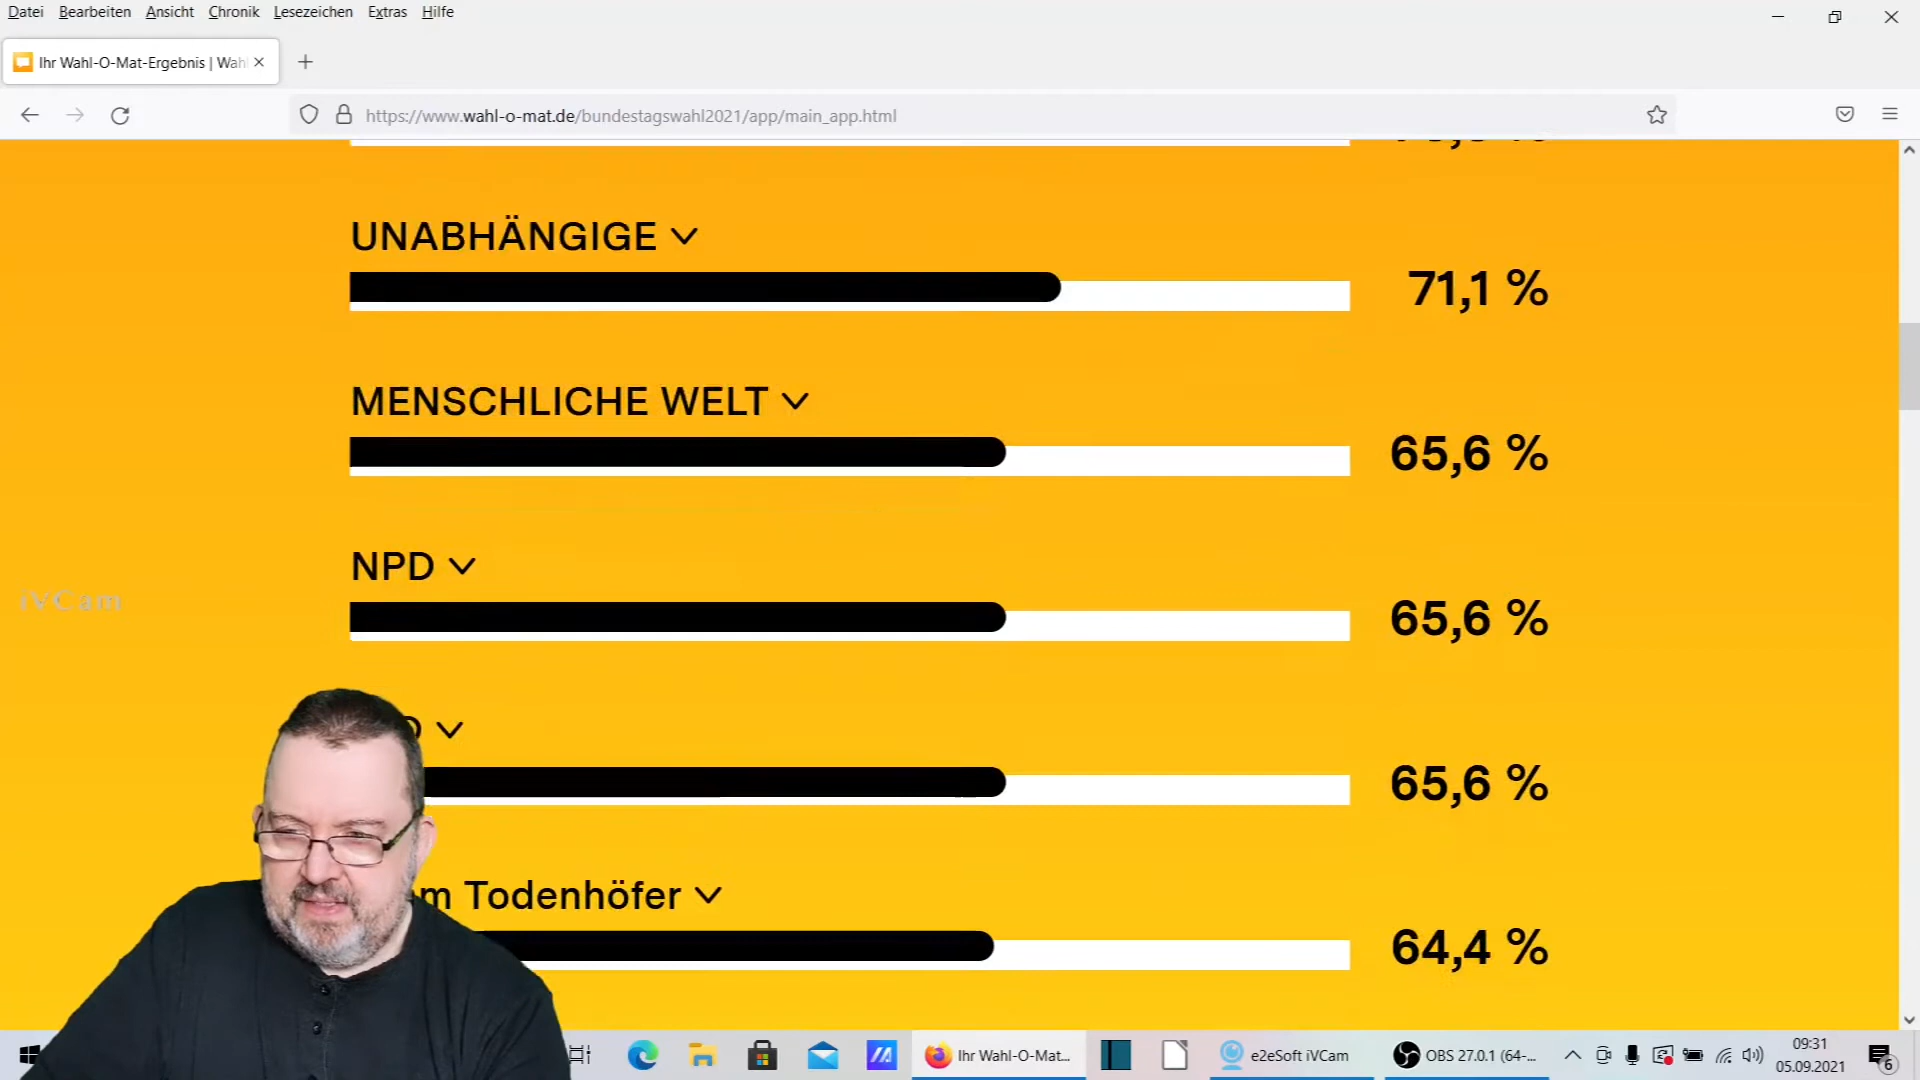 Datei Bearbeiten Ansicht Chronik Lesezeichen Extras Hilfe
Ihr Wahl-O-Mat-Ergebnis | Wahl
https://www.wahl-o-mat.de/bundestagswahl2021/app/main_app.html
UNABHÄNGIGE
71,1 %
MENSCHLICHE WELT
65,6 %
NPD
65,6 %
iVCam
65,6 %
Todenhöfer
64,4 %
Ihr Wahl-O-Mat...
e2eSoft iVCam
OBS 27.0.1 (64-...
09:31
05.09.2021
6